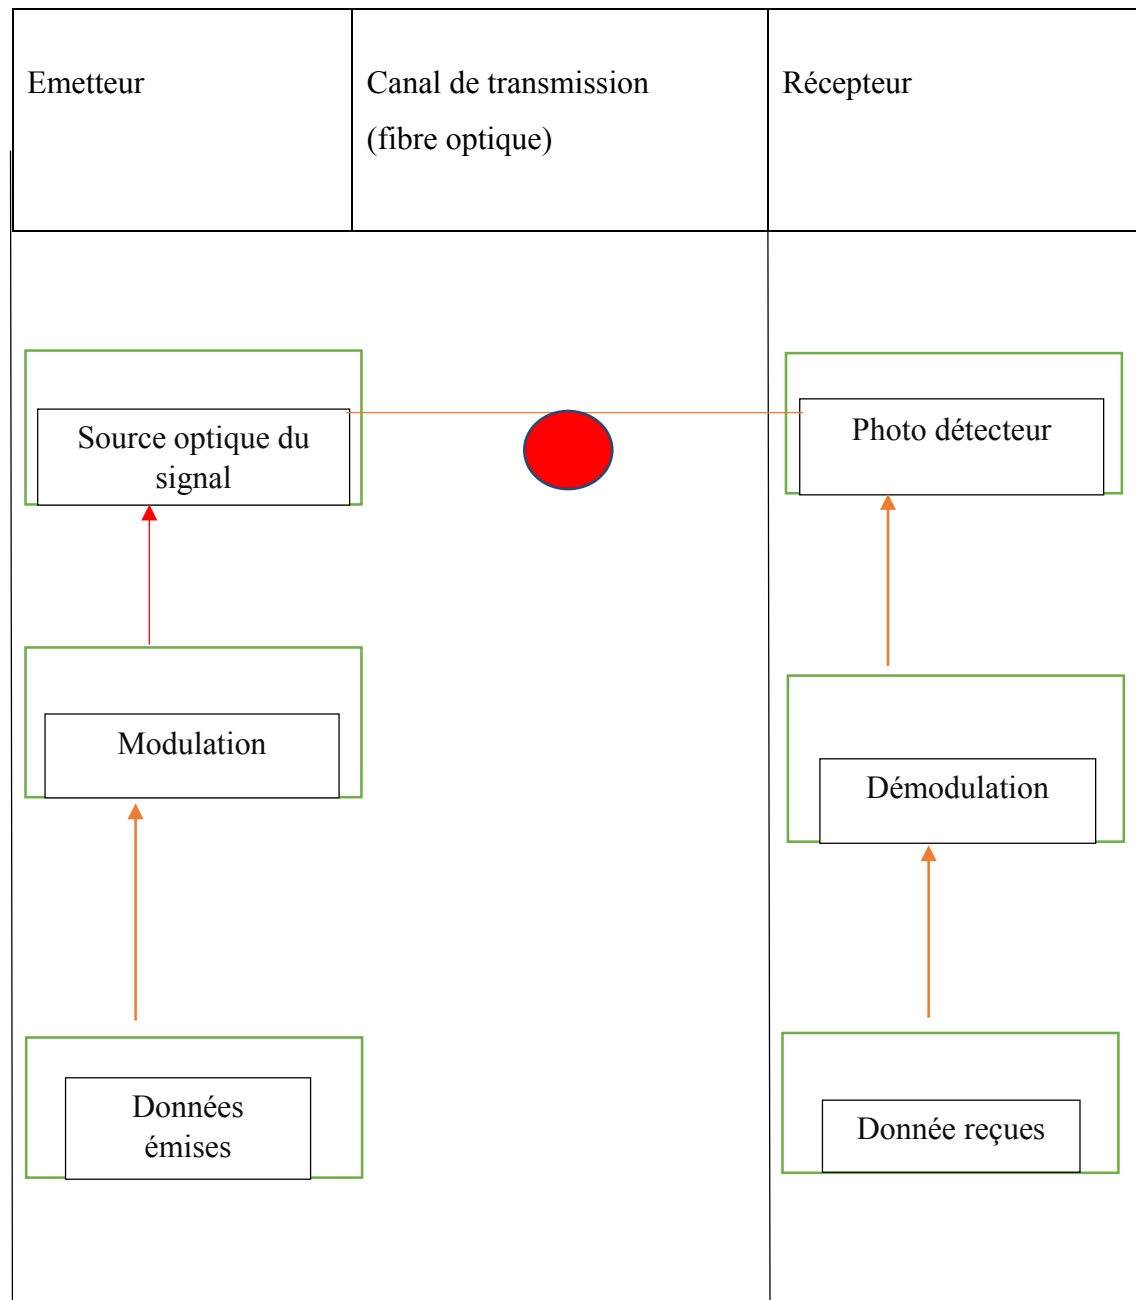 Emetteur
Canal de transmission
(fibre optique)
Récepteur
Source optique du
signal
Photo détecteur
Modulation
Démodulation
Données
émises
Donnée reçues